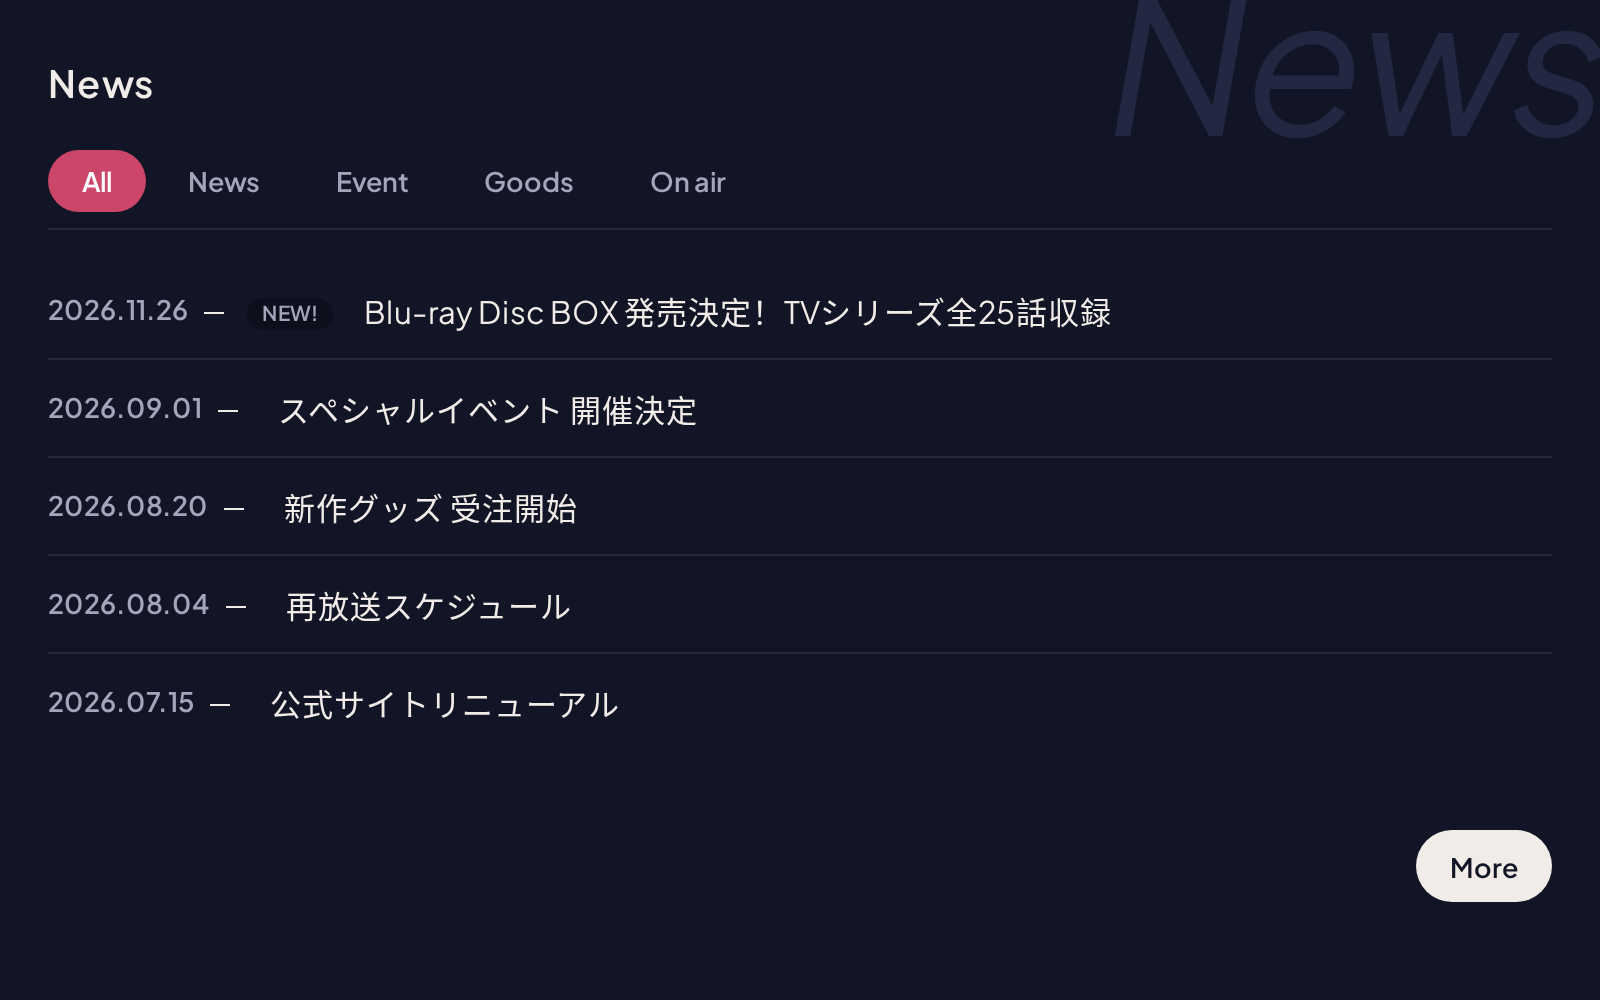 News
News
All News Event Goods On air
2026.11.26 — NEW! Blu-ray Disc BOX 発売決定！TVシリーズ全25話収録
2026.09.01 — スペシャルイベント 開催決定
2026.08.20 — 新作グッズ 受注開始
2026.08.04 — 再放送スケジュール
2026.07.15 — 公式サイトリニューアル
More